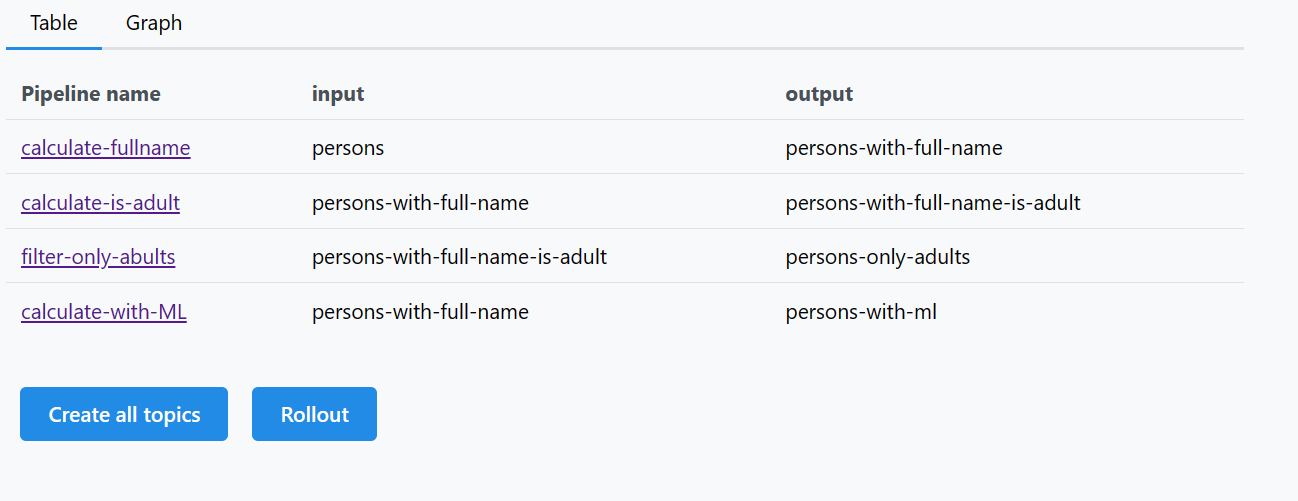 Table Graph
Pipeline name input output
calculate-fullname persons persons-with-full-name
calculate-is-adult persons-with-full-name persons-with-full-name-is-adult
filter-only-abults persons-with-full-name-is-adult persons-only-adults
calculate-with-ML persons-with-full-name persons-with-ml
Create all topics Rollout